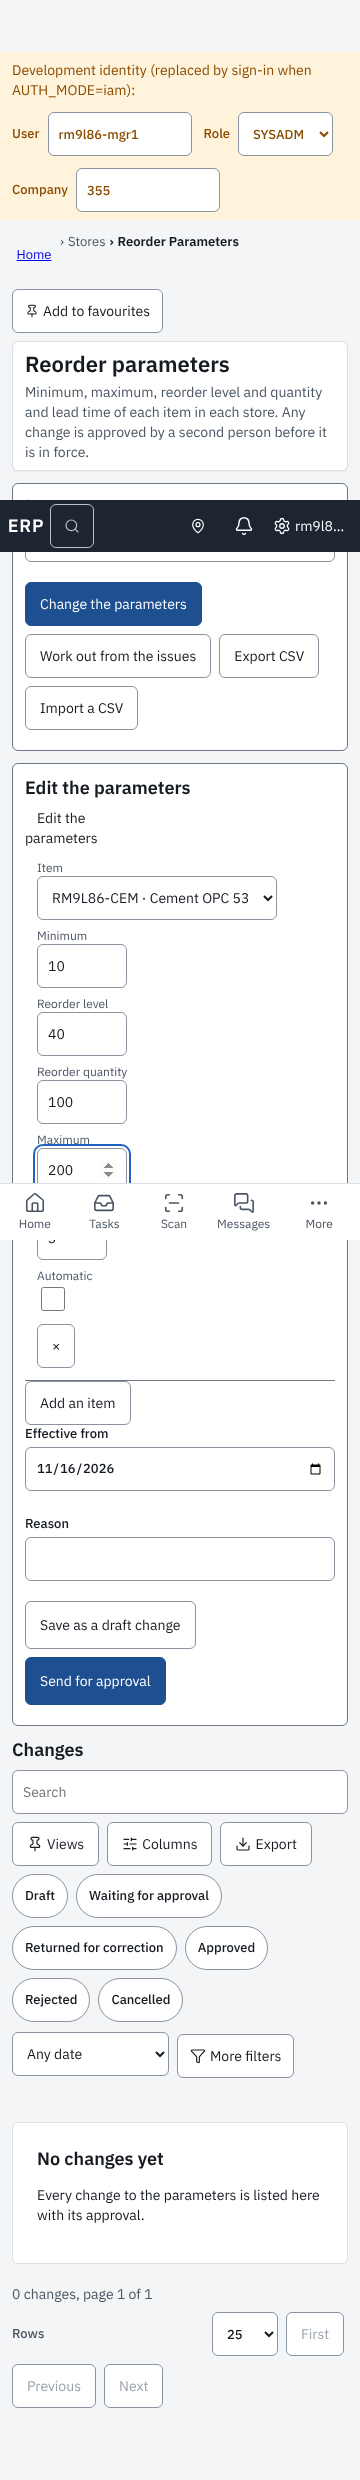 Development identity (replaced by sign-in when
AUTH_MODE=iam):
User rm9l86-mgr1 Role SYSADM
Company 355
Home › Stores › Reorder Parameters
Add to favourites
Reorder parameters
Minimum, maximum, reorder level and quantity
and lead time of each item in each store. Any
change is approved by a second person before it
is in force.
ERP rm9l8...
Change the parameters
Work out from the issues Export CSV
Import a CSV
Edit the parameters
Edit the
parameters
Item
RM9L86-CEM · Cement OPC 53
Minimum
10
Reorder level
40
Reorder quantity
100
Maximum
200
Home Tasks Scan Messages More
Automatic
×
Add an item
Effective from
11/16/2026
Reason
Save as a draft change
Send for approval
Changes
Search
Views Columns Export
Draft Waiting for approval
Returned for correction Approved
Rejected Cancelled
Any date More filters
No changes yet
Every change to the parameters is listed here
with its approval.
0 changes, page 1 of 1
Rows 25 First
Previous Next